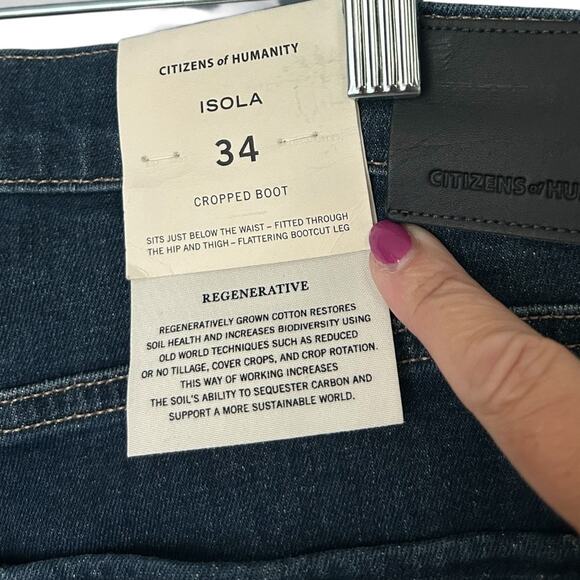 CITIZENS of HUMANITY
ISOLA
34
CROPPED BOOT
SITS JUST BELOW THE WAIST – FITTED THROUGH
THE HIP AND THIGH – FLATTERING BOOTCUT LEG
REGENERATIVE
REGENERATIVELY GROWN COTTON RESTORES
SOIL HEALTH AND INCREASES BIODIVERSITY USING
OLD WORLD TECHNIQUES SUCH AS REDUCED
OR NO TILLAGE, COVER CROPS, AND CROP ROTATION.
THIS WAY OF WORKING INCREASES
THE SOIL'S ABILITY TO SEQUESTER CARBON AND
SUPPORT A MORE SUSTAINABLE WORLD.
CITIZENS of HU